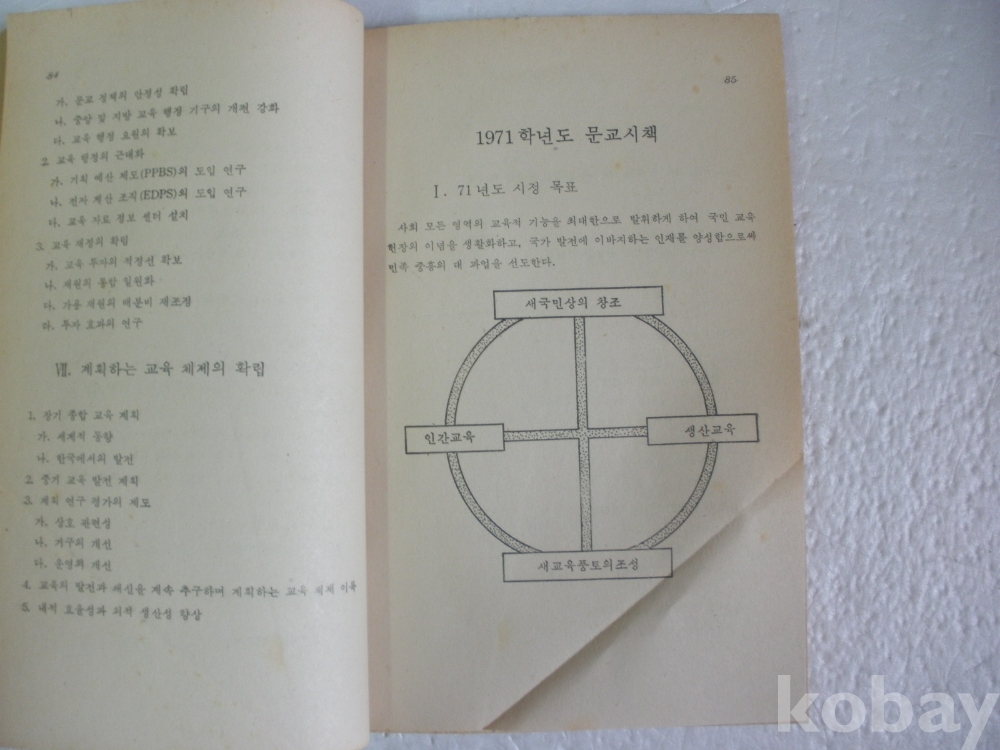 84
가. 문교 정책의 안정성 확립
나. 중앙 및 지방 교육 행정 기구의 개편 강화
다. 교육 행정 요원의 확보
2. 교육 행정의 근대화
가. 기획 예산 제도(PPBS)의 도입 연구
나. 전자 계산 조직(EDPS)의 도입 연구
다. 교육 자료 정보 센터 설치
3. 교육 재정의 확립
가. 교육 투자의 적정선 확보
나. 재원의 통합 일원화
다. 가용 재원의 배분비 재조정
라. 투자 효과의 연구
Ⅶ. 계획하는 교육 체제의 확립
1. 장기 종합 교육 계획
가. 세계적 동향
나. 한국에서의 발전
2. 중기 교육 발전 계획
3. 계획 연구 평가의 제도
가. 상호 관련성
나. 기구의 개선
다. 운영의 개선
4. 교육의 발전과 쇄신을 계속 추구하며 계획하는 교육 체제 이룩
5. 내적 효율성과 외적 생산성 향상
85
1971학년도 문교시책
Ⅰ. 71년도 시정 목표
사회 모든 영역의 교육적 기능을 최대한으로 발휘하게 하여 국민 교육
헌장의 이념을 생활화하고, 국가 발전에 이바지하는 인재를 양성함으로써
민족 중흥의 대 과업을 선도한다.
새국민상의 창조
인간교육
생산교육
새교육풍토의조성
kobay